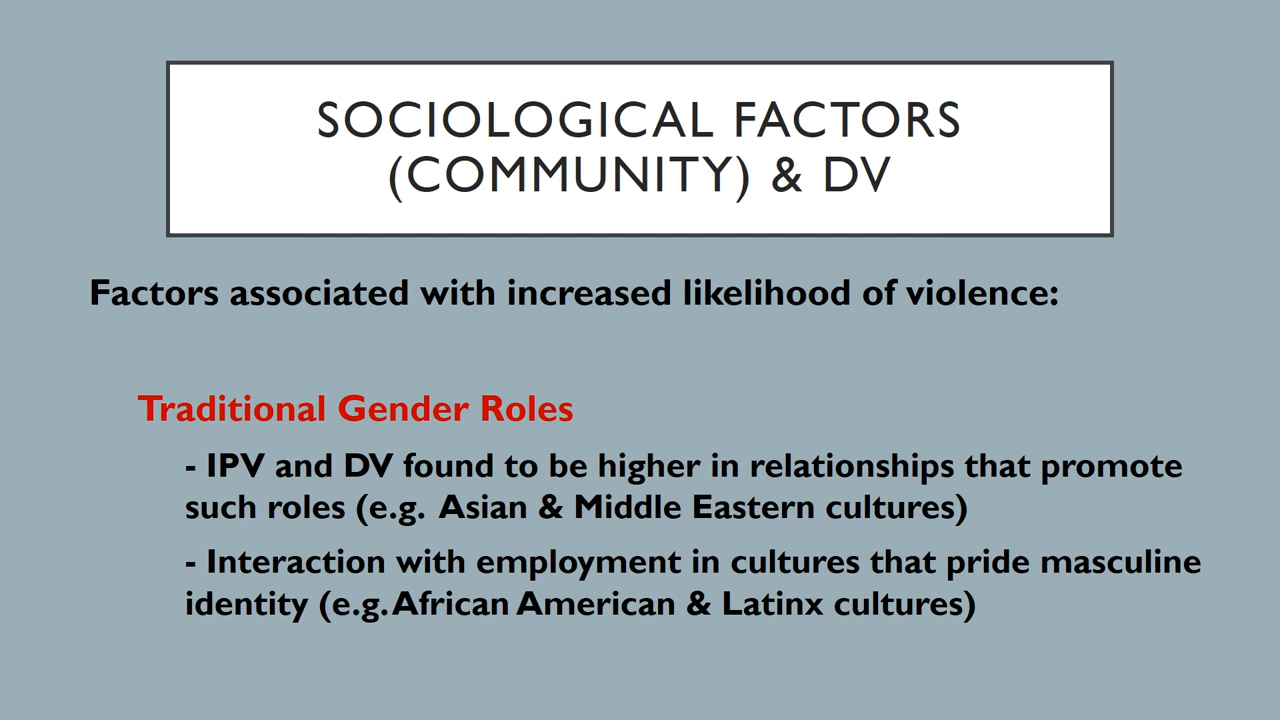 SOCIOLOGICAL FACTORS
(COMMUNITY) & DV
Factors associated with increased likelihood of violence:
Traditional Gender Roles
- IPV and DV found to be higher in relationships that promote
such roles (e.g. Asian & Middle Eastern cultures)
- Interaction with employment in cultures that pride masculine
identity (e.g. African American & Latinx cultures)